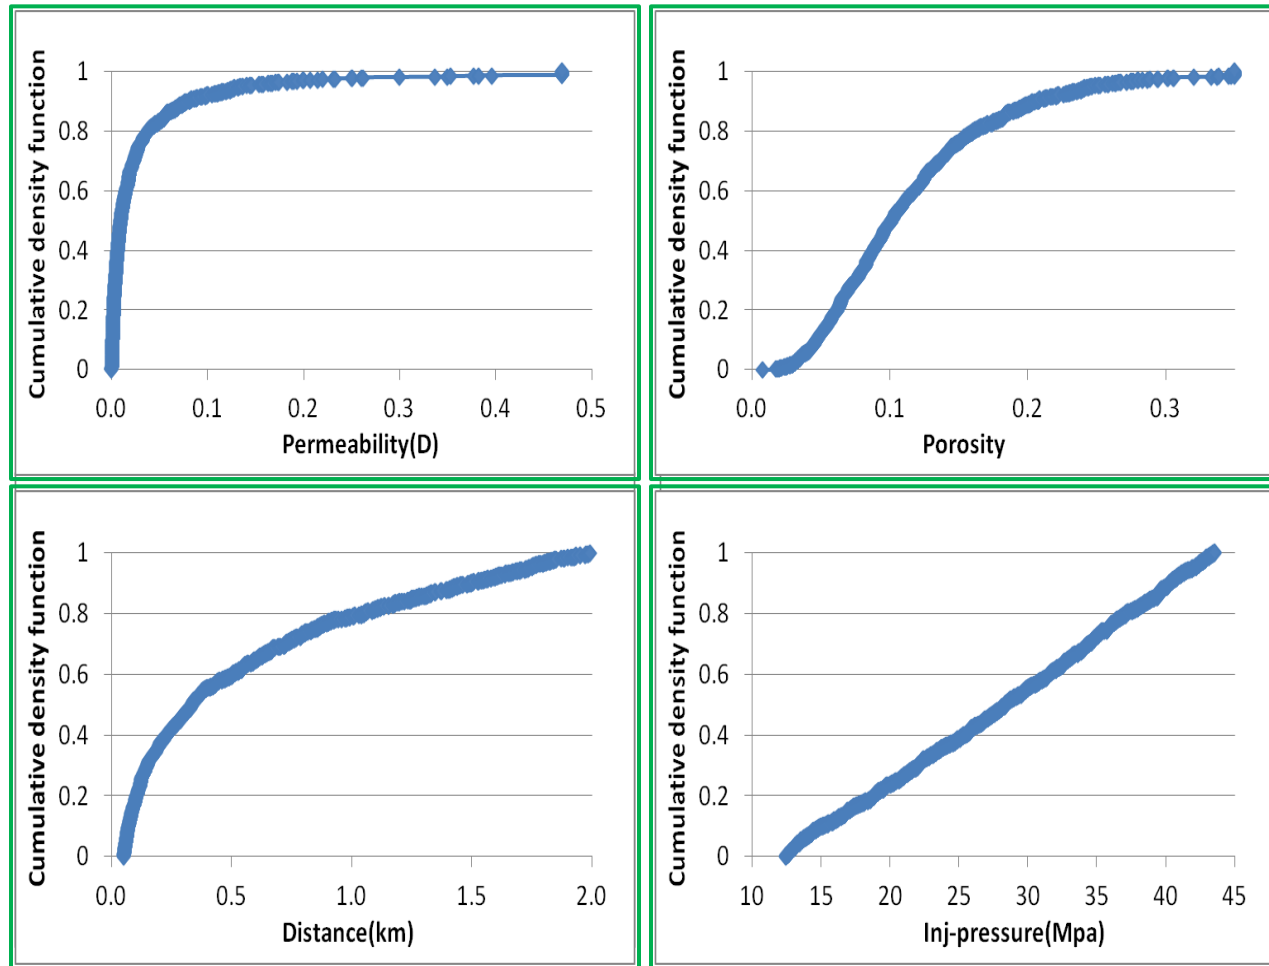 Cumulative density function
1
0.8
0.6
0.4
0.2
0
0.0 0.1 0.2 0.3 0.4 0.5
Permeability(D)
Cumulative density function
1
0.8
0.6
0.4
0.2
0
0.0 0.1 0.2 0.3
Porosity
Cumulative density function
1
0.8
0.6
0.4
0.2
0
0.0 0.5 1.0 1.5 2.0
Distance(km)
Cumulative density function
1
0.8
0.6
0.4
0.2
0
10 15 20 25 30 35 40 45
Inj-pressure(Mpa)